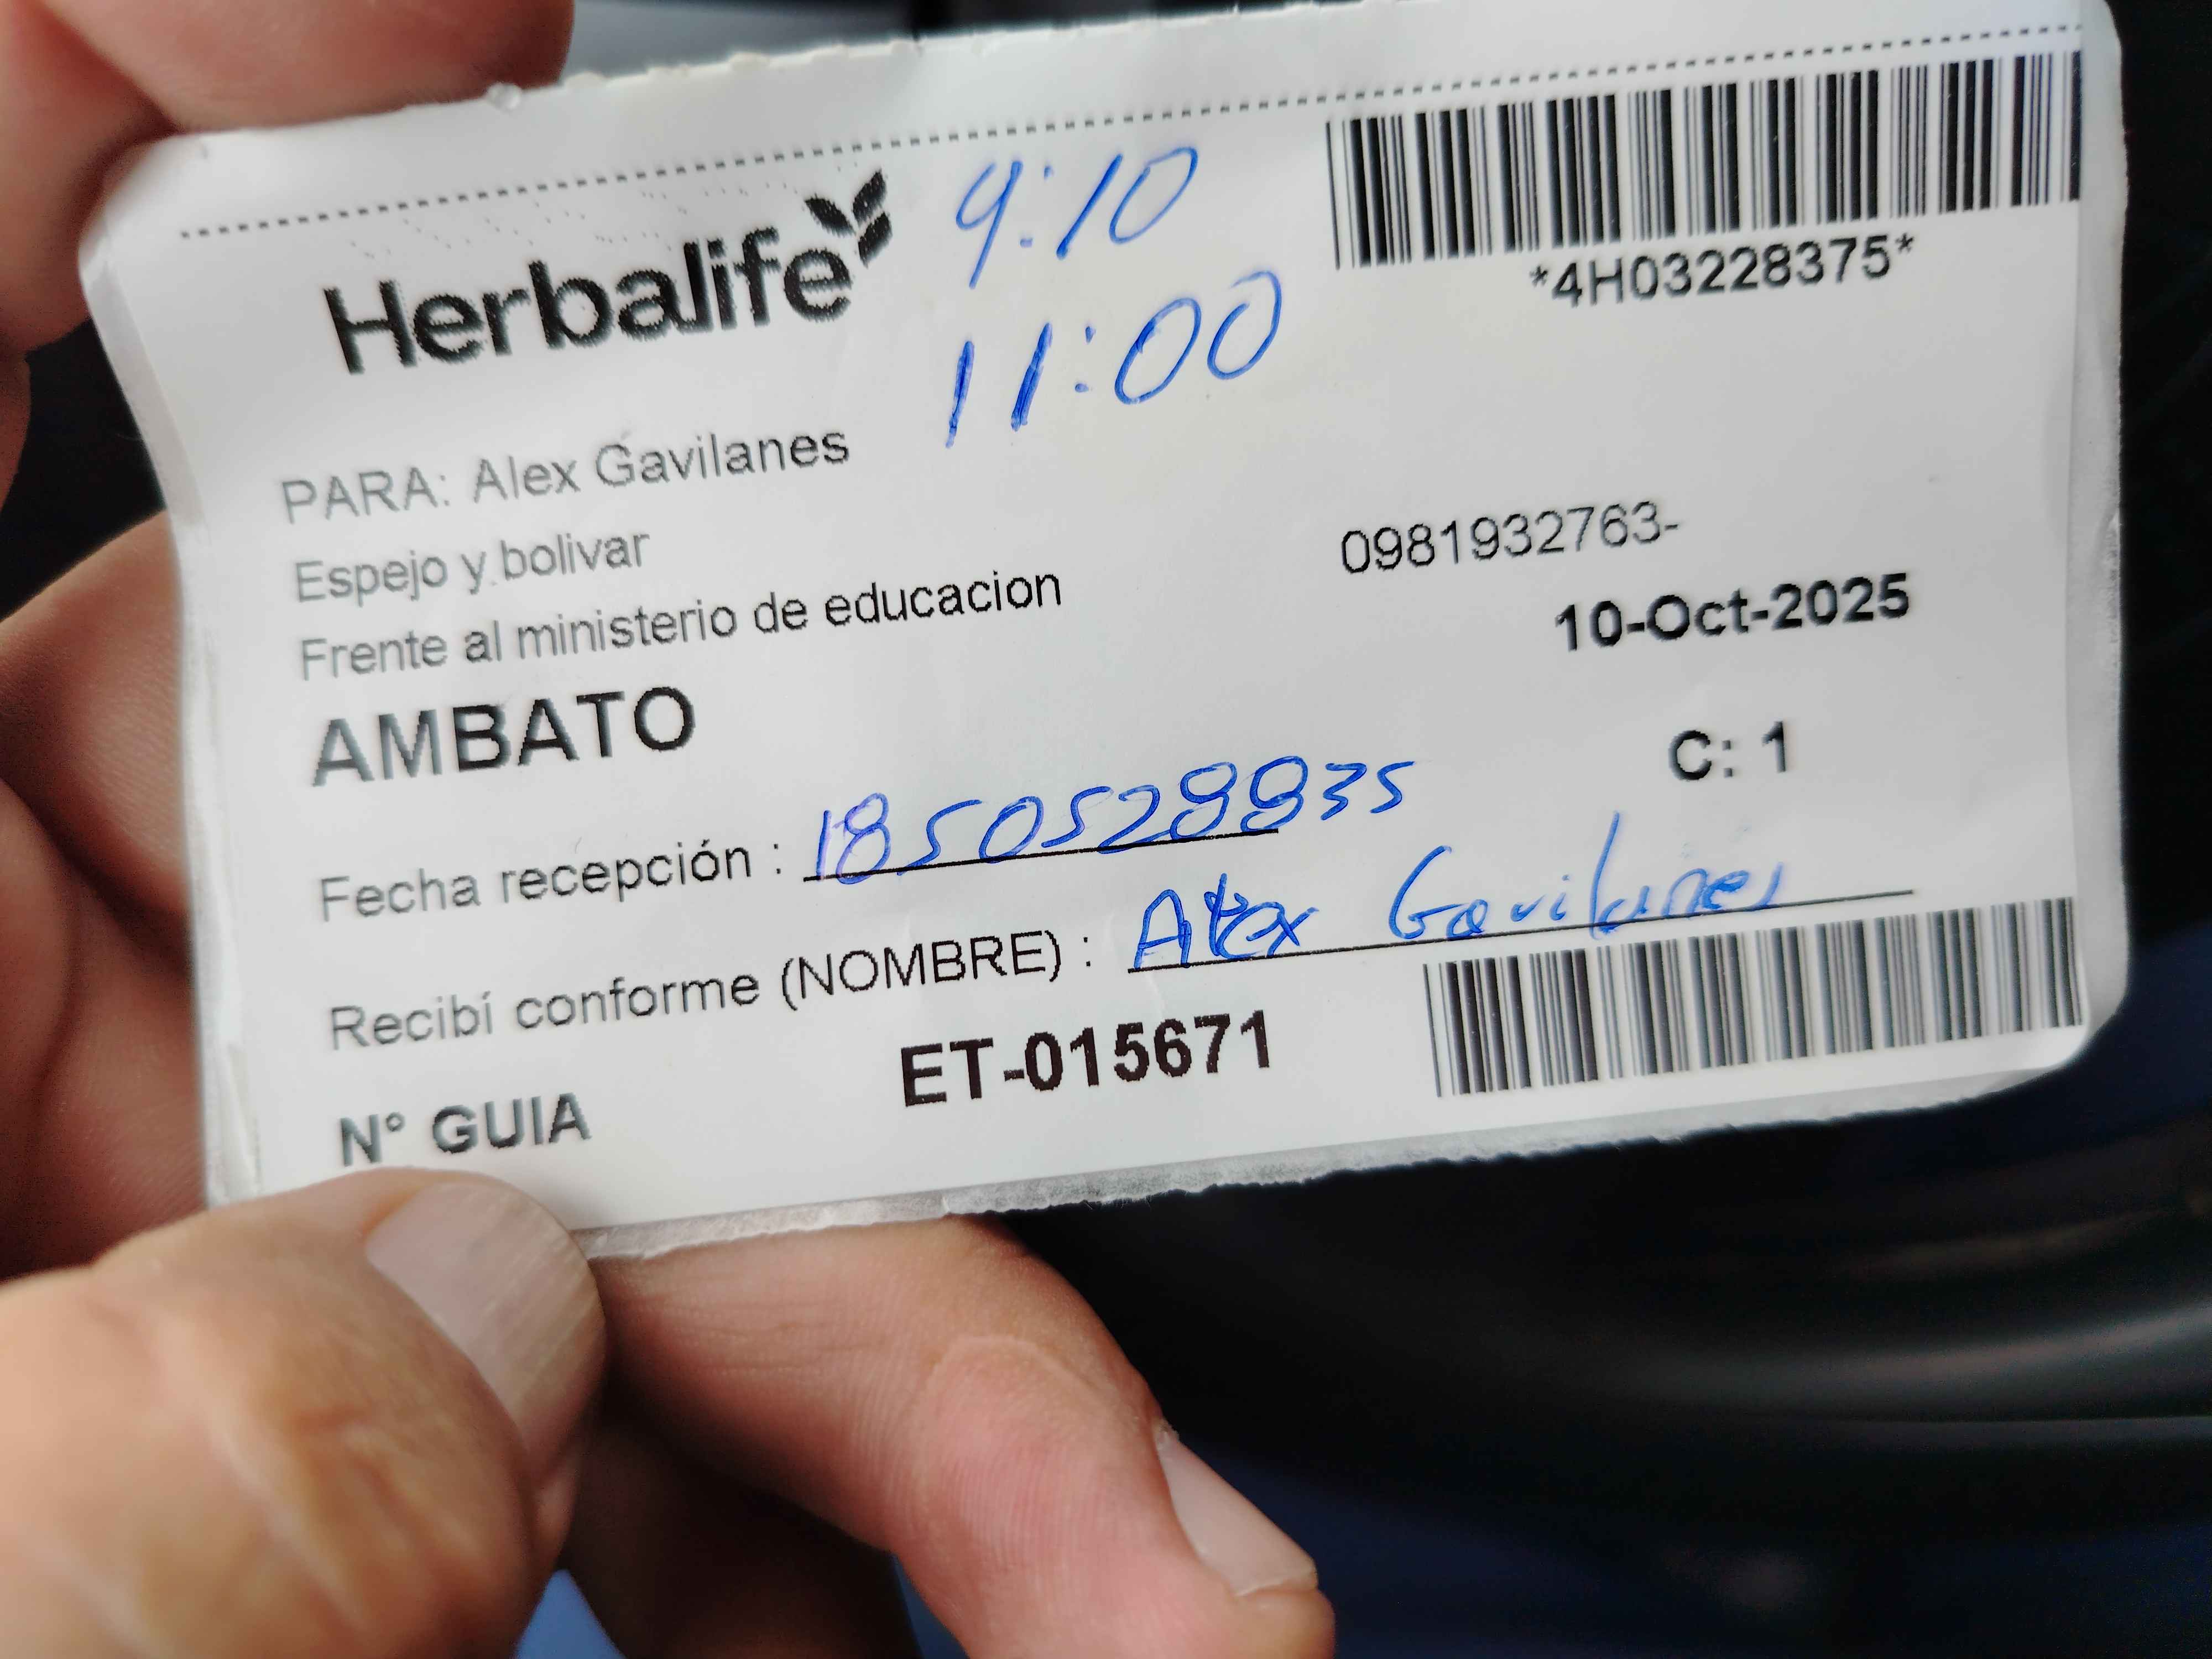 Herbalife
9:10
11:00
*4H03228375*
PARA: Alex Gavilanes
Espejo y bolivar
0981932763-
Frente al ministerio de educacion
10-Oct-2025
AMBATO
C: 1
Fecha recepción : 1850528835
Recibí conforme (NOMBRE) : Alex Gavilanes
N° GUIA ET-015671